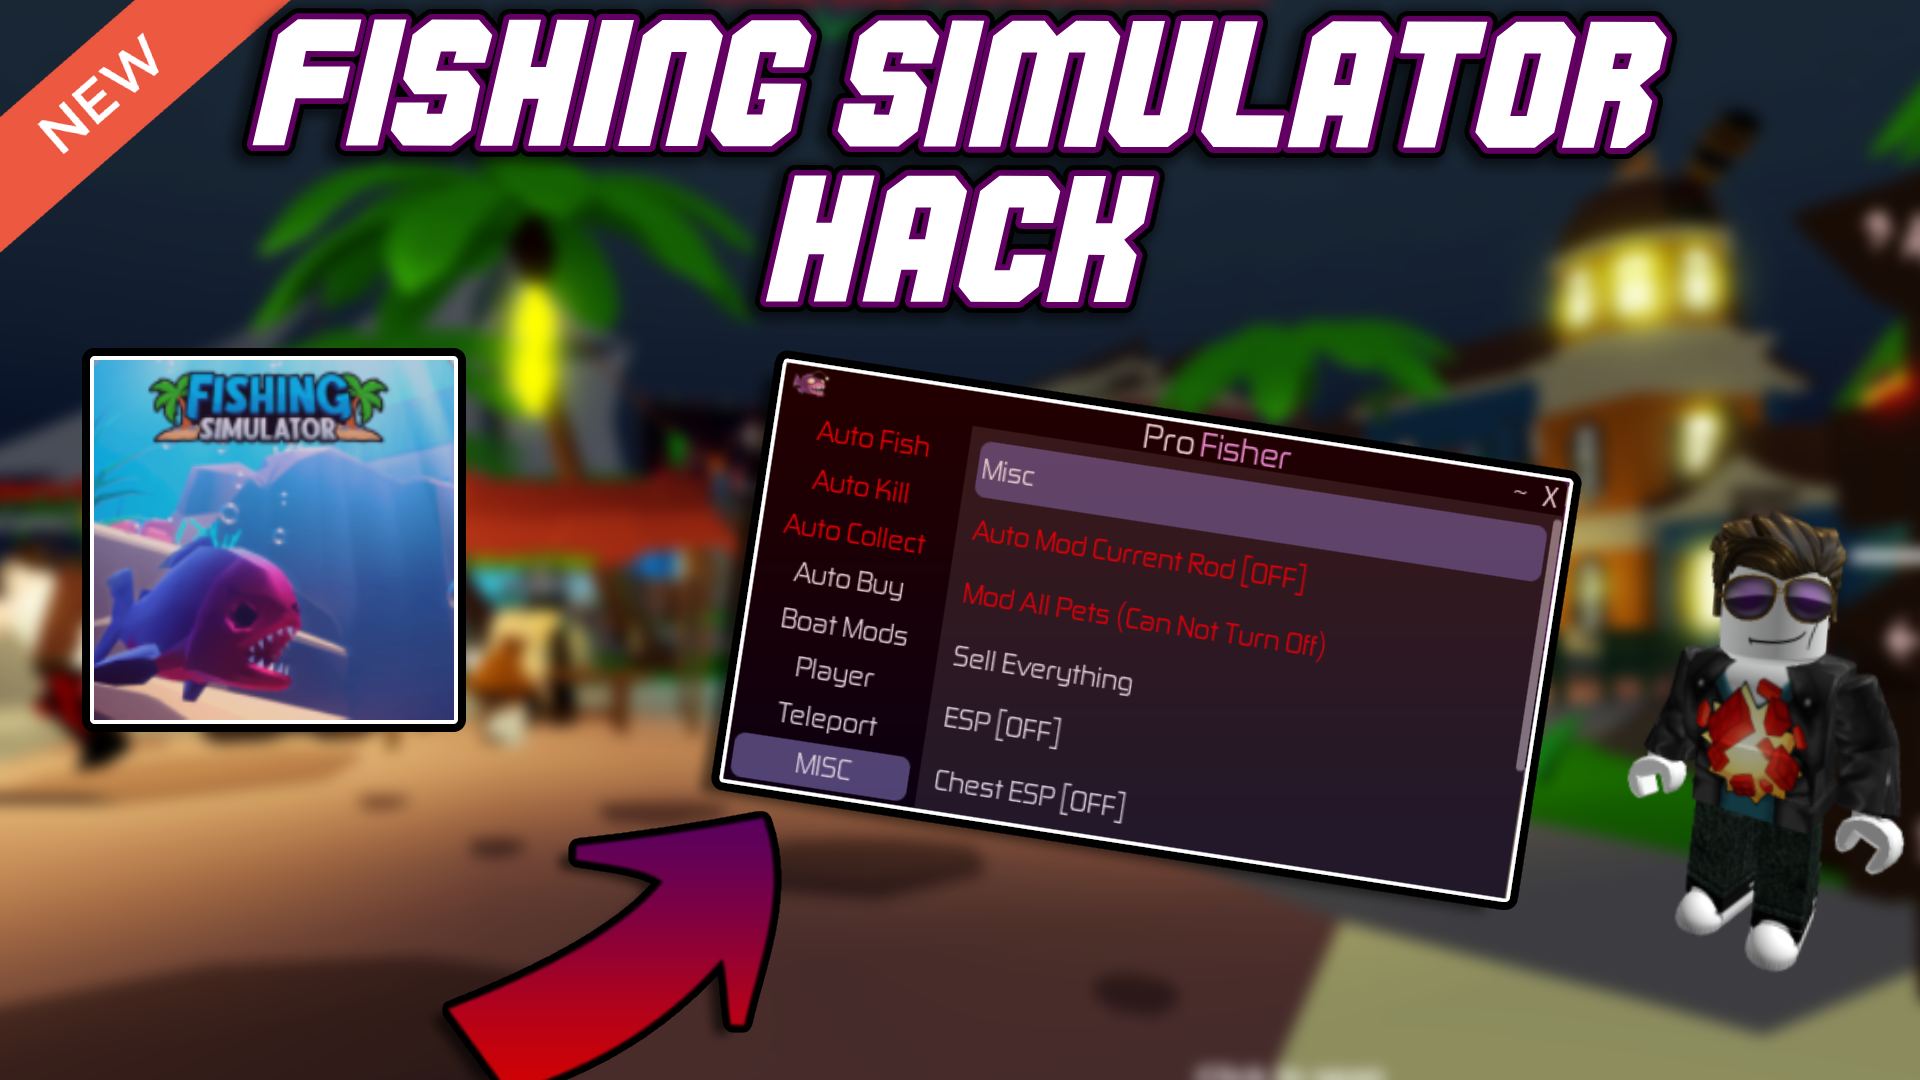 NEW
FISHING SIMULATOR
HACK
FISHING
SIMULATOR
Pro Fisher
~ X
Auto Fish
Auto Kill
Auto Collect
Auto Buy
Boat Mods
Player
Teleport
MISC
Misc
Auto Mod Current Rod [OFF]
Mod All Pets (Can Not Turn Off)
Sell Everything
ESP [OFF]
Chest ESP [OFF]